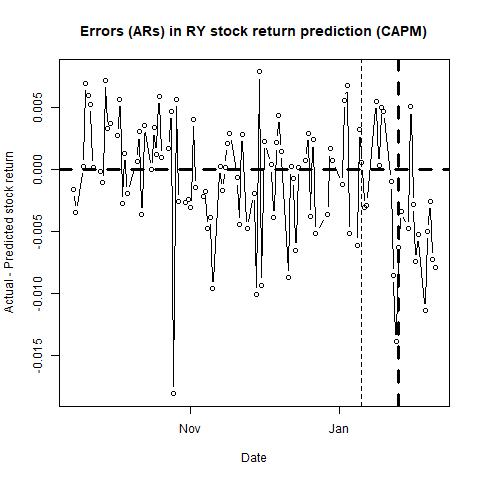 Errors (ARs) in RY stock return prediction (CAPM)
Actual - Predicted stock return
0.005
0.000
-0.005
-0.010
-0.015
Nov Jan
Date